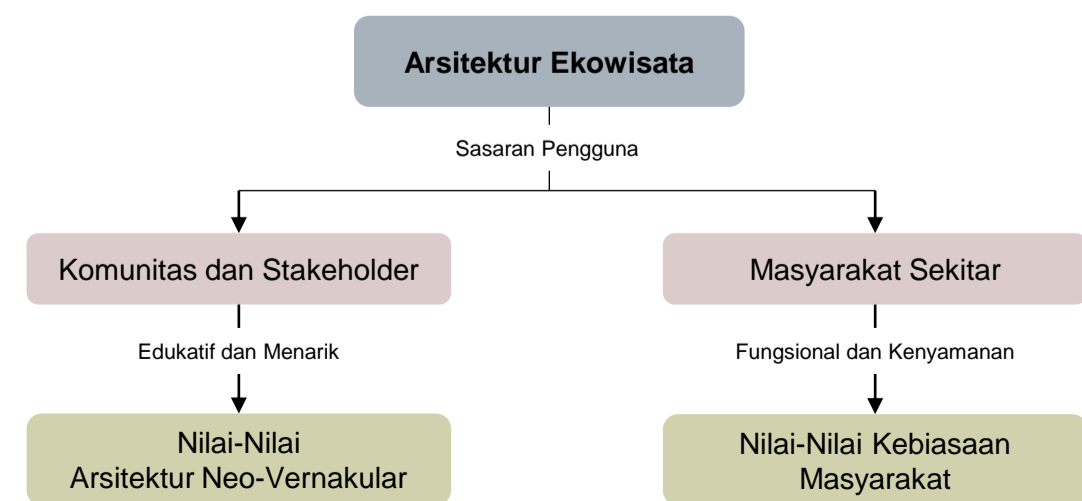 Arsitektur Ekowisata
Sasaran Pengguna
Komunitas dan Stakeholder
Masyarakat Sekitar
Edukatif dan Menarik
Fungsional dan Kenyamanan
Nilai-Nilai
Arsitektur Neo-Vernakular
Nilai-Nilai Kebiasaan
Masyarakat